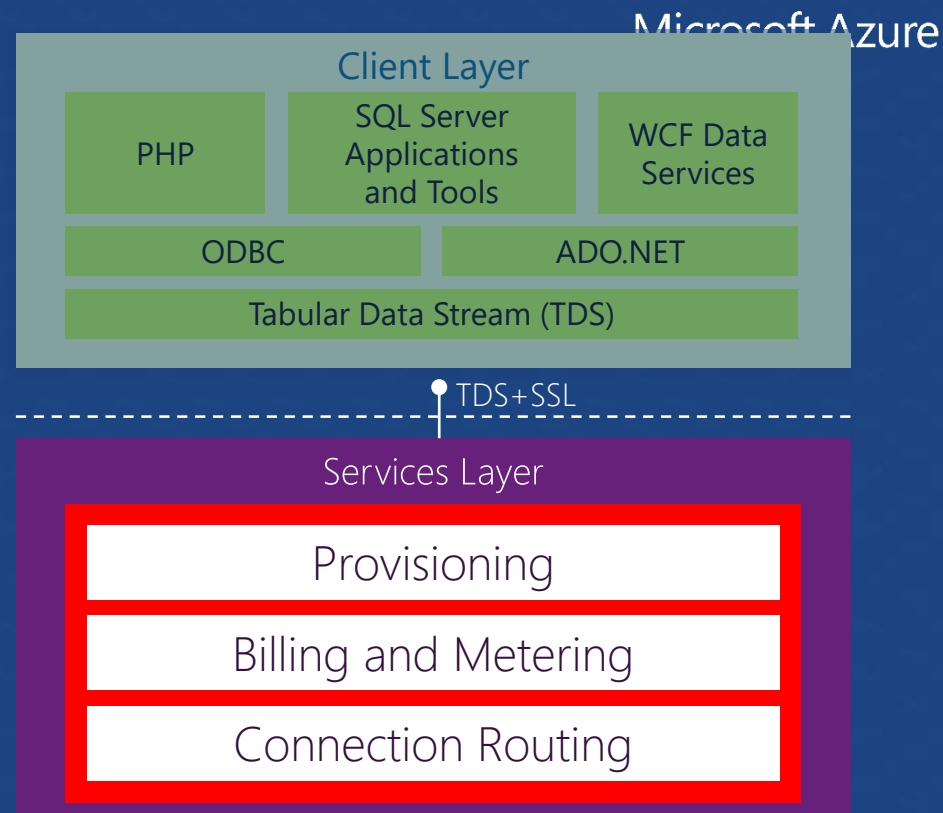 Microsoft Azure
Client Layer
PHP
SQL Server
Applications
and Tools
WCF Data
Services
ODBC
ADO.NET
Tabular Data Stream (TDS)
TDS+SSL
Services Layer
Provisioning
Billing and Metering
Connection Routing